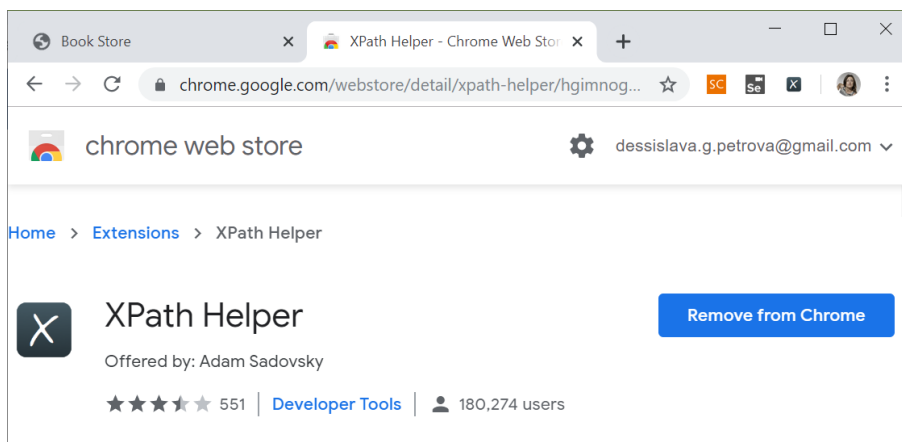 Book Store
XPath Helper - Chrome Web Stor
chrome.google.com/webstore/detail/xpath-helper/hgimnog...
SC
Se
X
chrome web store
dessislava.g.petrova@gmail.com
Home > Extensions > XPath Helper
X
XPath Helper
Remove from Chrome
Offered by: Adam Sadovsky
551 | Developer Tools | 180,274 users